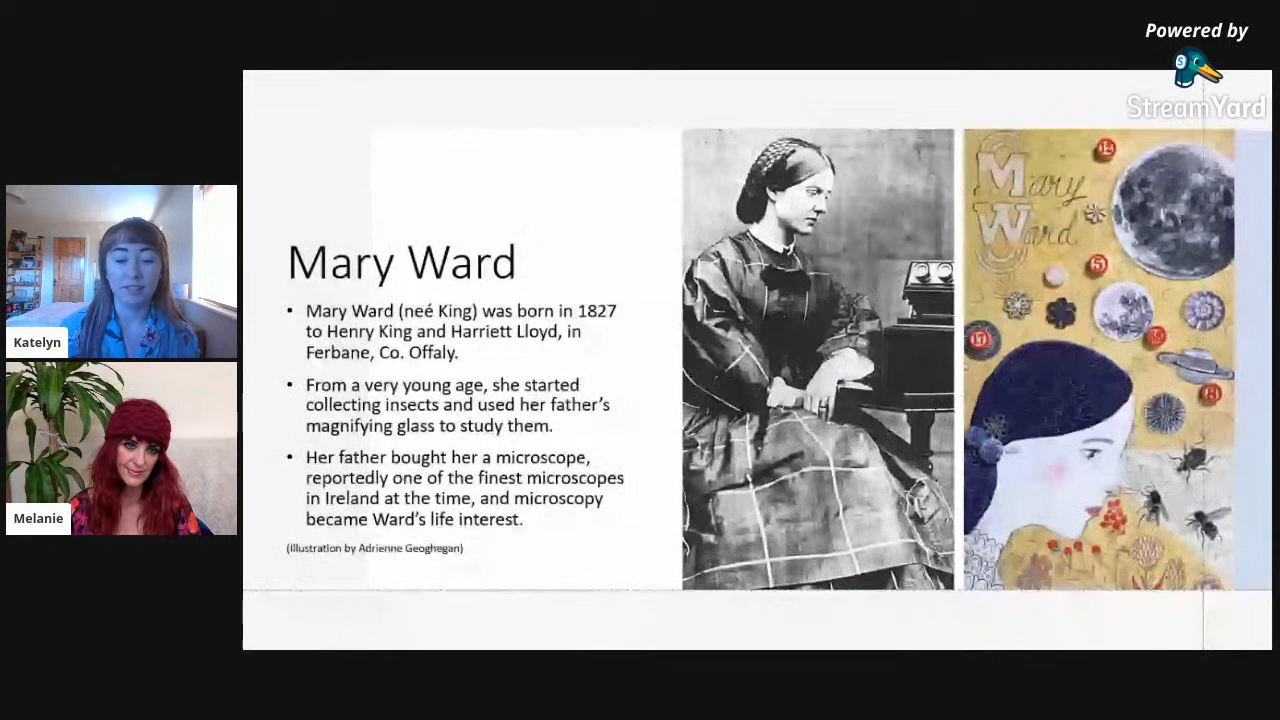 Powered by
StreamYard
Katelyn
Melanie
Mary Ward
• Mary Ward (neé King) was born in 1827
to Henry King and Harriett Lloyd, in
Ferbane, Co. Offaly.
• From a very young age, she started
collecting insects and used her father's
magnifying glass to study them.
• Her father bought her a microscope,
reportedly one of the finest microscopes
in Ireland at the time, and microscopy
became Ward's life interest.
(Illustration by Adrienne Geoghegan)
Mary
Ward